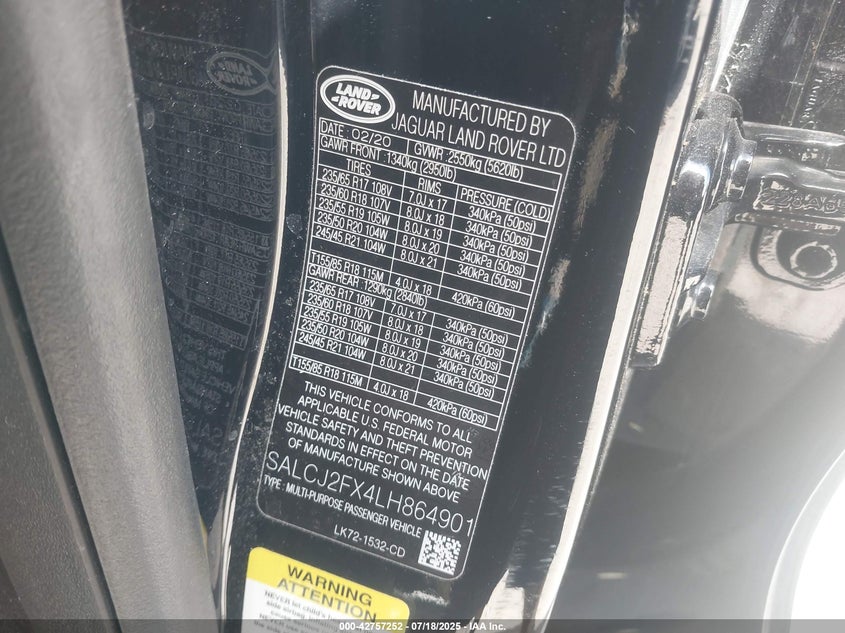 LAND
ROVER
MANUFACTURED BY
JAGUAR LAND ROVER LTD
DATE : 02/20 GVWR : 2550kg (5620lb)
GAWR FRONT : 1340kg (2950lb)
TIRES RIMS PRESSURE (COLD)
235/65 R17 108V 7.0J x 17 340kPa (50psi)
235/60 R18 107V 8.0J x 18 340kPa (50psi)
235/55 R19 105W 8.0J x 19 340kPa (50psi)
235/50 R20 104W 8.0J x 20 340kPa (50psi)
245/45 R21 104W 8.0J x 21 340kPa (50psi)
T155/85 R18 115M 4.0J x 18 420kPa (60psi)
GAWR REAR : 1290kg (2840lb)
235/65 R17 108V 7.0J x 17 340kPa (50psi)
235/60 R18 107V 8.0J x 18 340kPa (50psi)
235/55 R19 105W 8.0J x 19 340kPa (50psi)
235/50 R20 104W 8.0J x 20 340kPa (50psi)
245/45 R21 104W 8.0J x 21 340kPa (50psi)
T155/85 R18 115M 4.0J x 18 420kPa (60psi)
THIS VEHICLE CONFORMS TO ALL
APPLICABLE U.S. FEDERAL MOTOR
VEHICLE SAFETY AND THEFT PREVENTION
STANDARDS IN EFFECT ON THE DATE
OF MANUFACTURE SHOWN ABOVE
SALCJ2FX4LH864901
TYPE : MULTI-PURPOSE PASSENGER VEHICLE
LK72-1532-CD
WARNING
ATTENTION
NEVER let child's
side airbag,
cause serious
NEVER
000-42757252 - 07/18/2025 - IAA Inc.